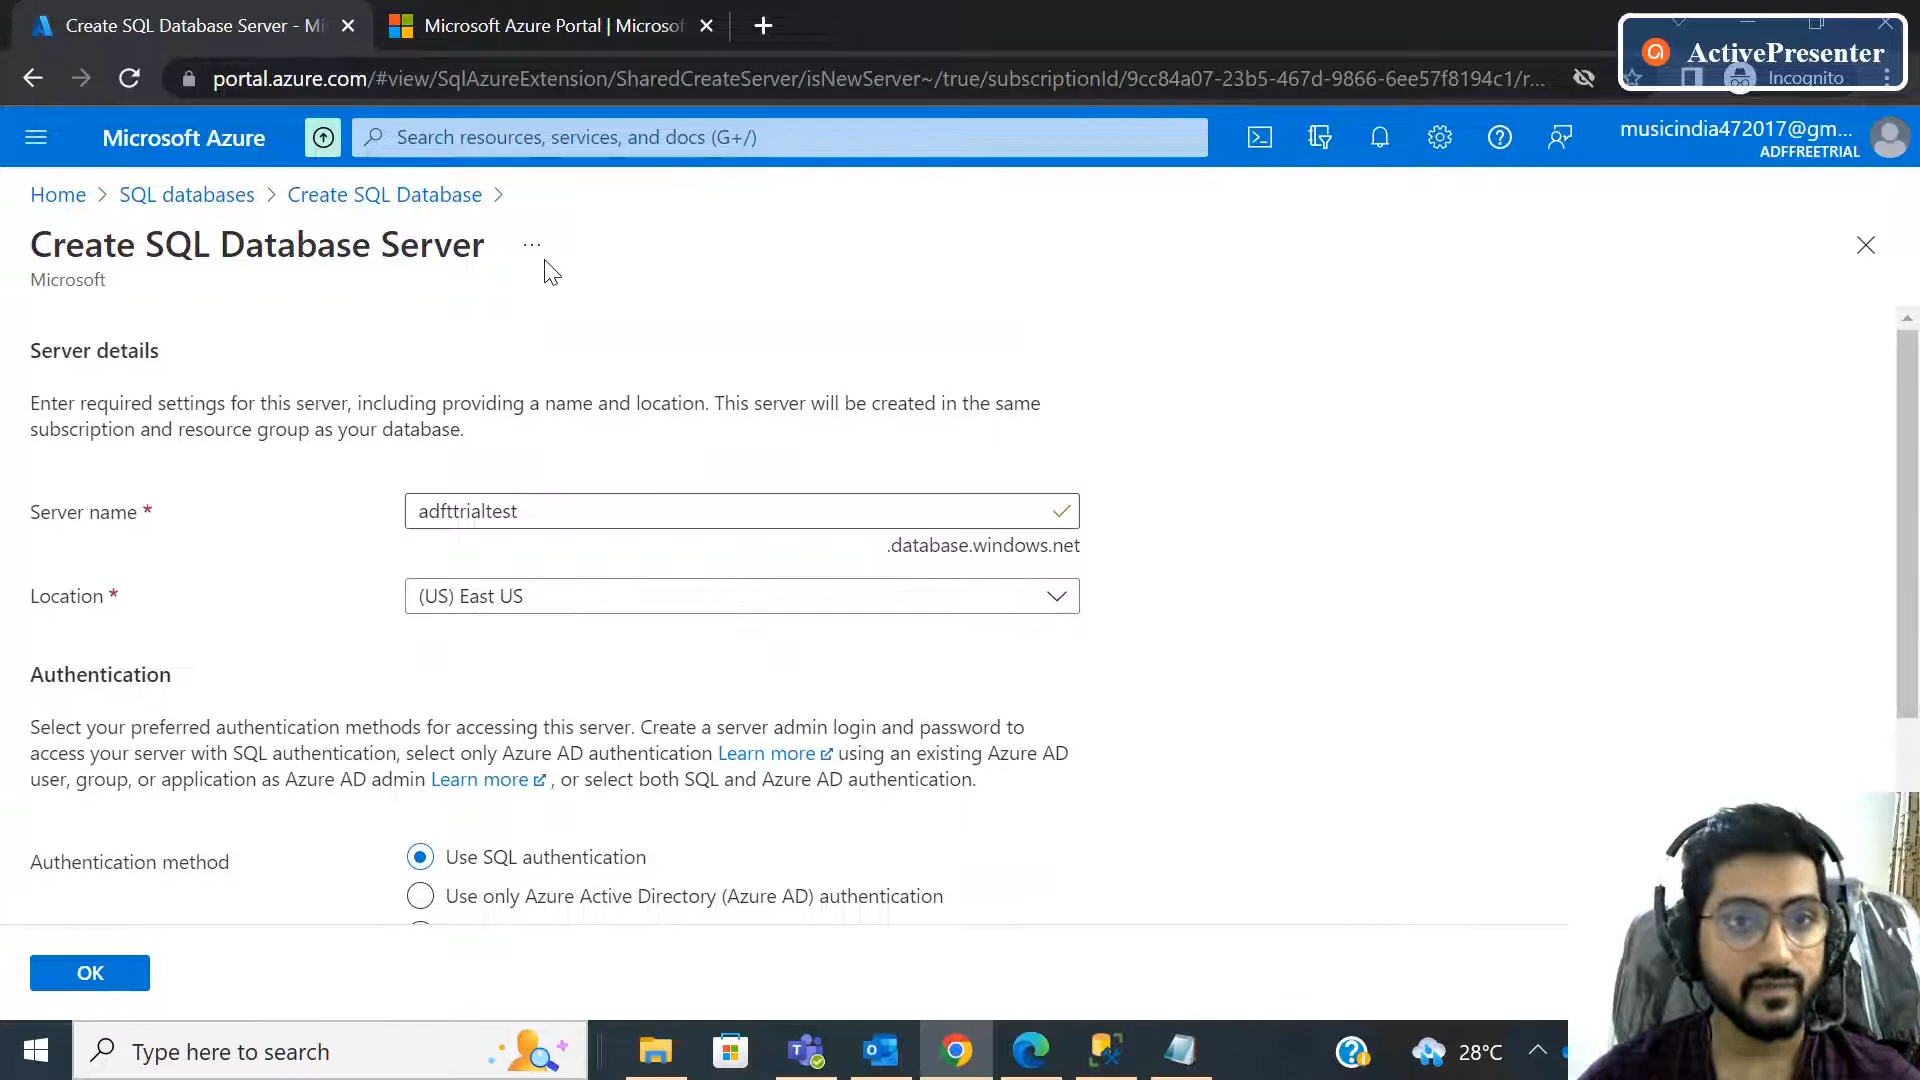 Create SQL Database Server - Mi
Microsoft Azure Portal | Microsof
ActivePresenter
portal.azure.com/#view/SqlAzureExtension/SharedCreateServer/isNewServer~/true/subscriptionId/9cc84a07-23b5-467d-9866-6ee57f8194c1/r...
Incognito
Microsoft Azure
Search resources, services, and docs (G+/)
musicindia472017@gm...
ADFFREETRIAL
Home > SQL databases > Create SQL Database >
Create SQL Database Server ...
Microsoft
Server details
Enter required settings for this server, including providing a name and location. This server will be created in the same
subscription and resource group as your database.
Server name *
adfttrialtest
.database.windows.net
Location *
(US) East US
Authentication
Select your preferred authentication methods for accessing this server. Create a server admin login and password to
access your server with SQL authentication, select only Azure AD authentication Learn more using an existing Azure AD
user, group, or application as Azure AD admin Learn more , or select both SQL and Azure AD authentication.
Authentication method
Use SQL authentication
Use only Azure Active Directory (Azure AD) authentication
OK
Type here to search
28°C